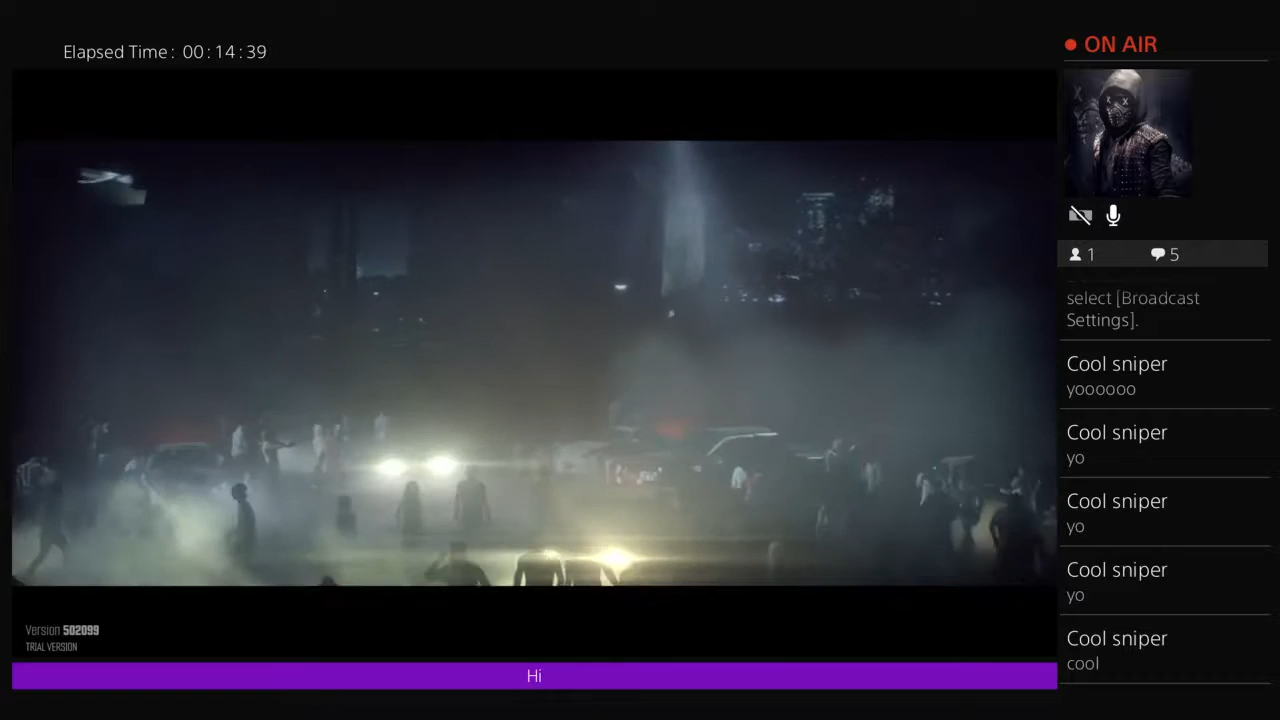 Elapsed Time: 00:14:39
ON AIR
1
5
select [Broadcast
Settings].
Cool sniper
yoooooo
Cool sniper
yo
Cool sniper
yo
Cool sniper
yo
Cool sniper
cool
Version 502099
TRIAL VERSION
Hi